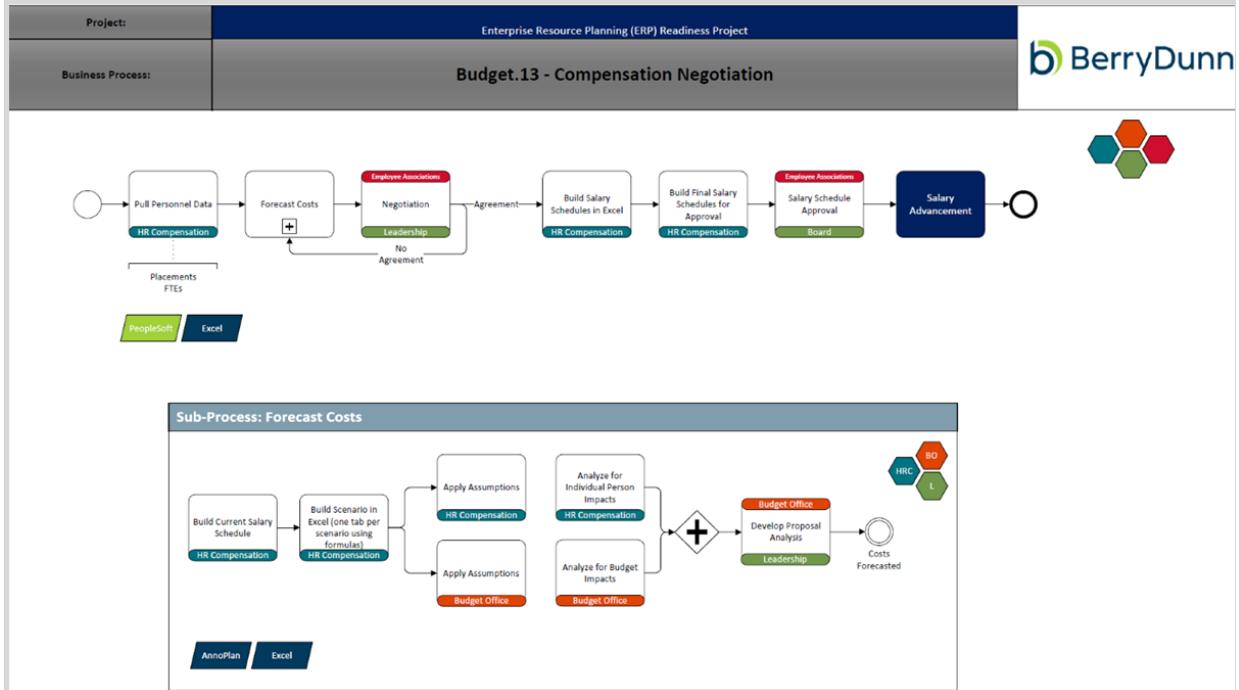 Project:
Enterprise Resource Planning (ERP) Readiness Project
Business Process:
Budget.13 - Compensation Negotiation
BerryDunn
Pull Personnel Data
HR Compensation
Placements
FTEs
Forecast Costs
Employee Associations
Negotiation
Leadership
Agreement
No
Agreement
Build Salary
Schedules in Excel
HR Compensation
Build Final Salary
Schedules for
Approval
HR Compensation
Employee Associations
Salary Schedule
Approval
Board
Salary
Advancement
PeopleSoft
Excel
Sub-Process: Forecast Costs
HRC
BO
L
Build Current Salary
Schedule
HR Compensation
Build Scenario in
Excel (one tab per
scenario using
formulas)
HR Compensation
Apply Assumptions
HR Compensation
Apply Assumptions
Budget Office
Analyze for
Individual Person
Impacts
HR Compensation
Analyze for Budget
Impacts
Budget Office
Budget Office
Develop Proposal
Analysis
Leadership
Costs
Forecasted
AnnoPlan
Excel